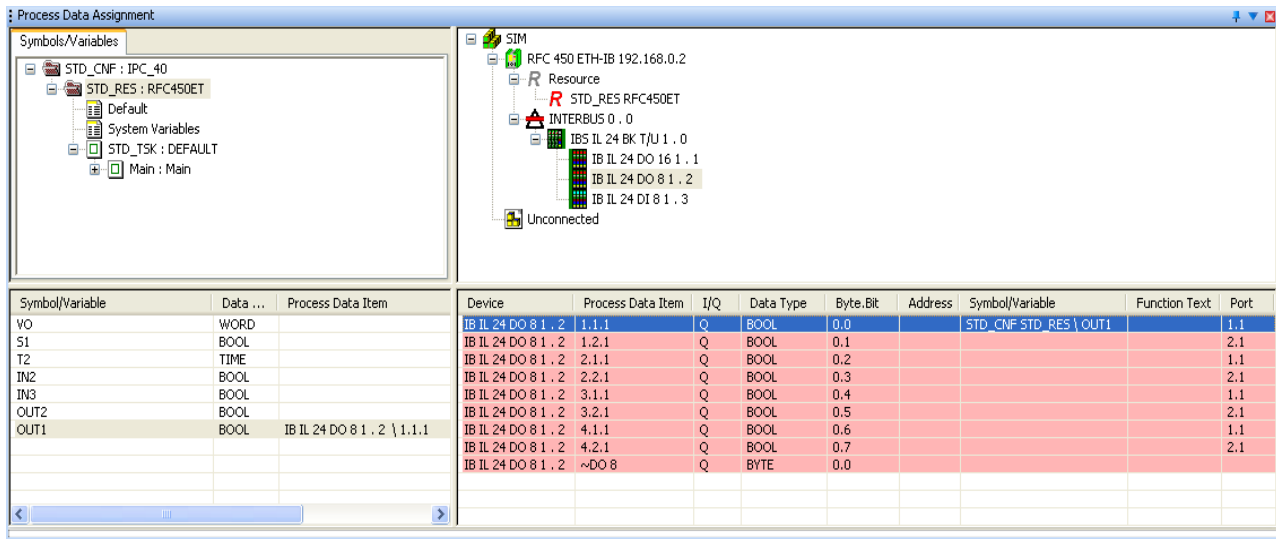 Process Data Assignment
Symbols/Variables
STD_CNF : IPC_40
STD_RES : RFC450ET
Default
System Variables
STD_TSK : DEFAULT
Main : Main
SIM
RFC 450 ETH-IB 192.168.0.2
R Resource
R STD_RES RFC450ET
INTERBUS 0 . 0
IBS IL 24 BK T/U 1 . 0
IB IL 24 DO 16 1 . 1
IB IL 24 DO 8 1 . 2
IB IL 24 DI 8 1 . 3
Unconnected
Symbol/Variable Data ... Process Data Item
VO WORD
S1 BOOL
T2 TIME
IN2 BOOL
IN3 BOOL
OUT2 BOOL
OUT1 BOOL IB IL 24 DO 8 1 . 2 \ 1.1.1
Device Process Data Item I/Q Data Type Byte.Bit Address Symbol/Variable Function Text Port
IB IL 24 DO 8 1 . 2 1.1.1 Q BOOL 0.0 STD_CNF STD_RES \ OUT1 1.1
IB IL 24 DO 8 1 . 2 1.2.1 Q BOOL 0.1 2.1
IB IL 24 DO 8 1 . 2 2.1.1 Q BOOL 0.2 1.1
IB IL 24 DO 8 1 . 2 2.2.1 Q BOOL 0.3 2.1
IB IL 24 DO 8 1 . 2 3.1.1 Q BOOL 0.4 1.1
IB IL 24 DO 8 1 . 2 3.2.1 Q BOOL 0.5 2.1
IB IL 24 DO 8 1 . 2 4.1.1 Q BOOL 0.6 1.1
IB IL 24 DO 8 1 . 2 4.2.1 Q BOOL 0.7 2.1
IB IL 24 DO 8 1 . 2 ~DO 8 Q BYTE 0.0